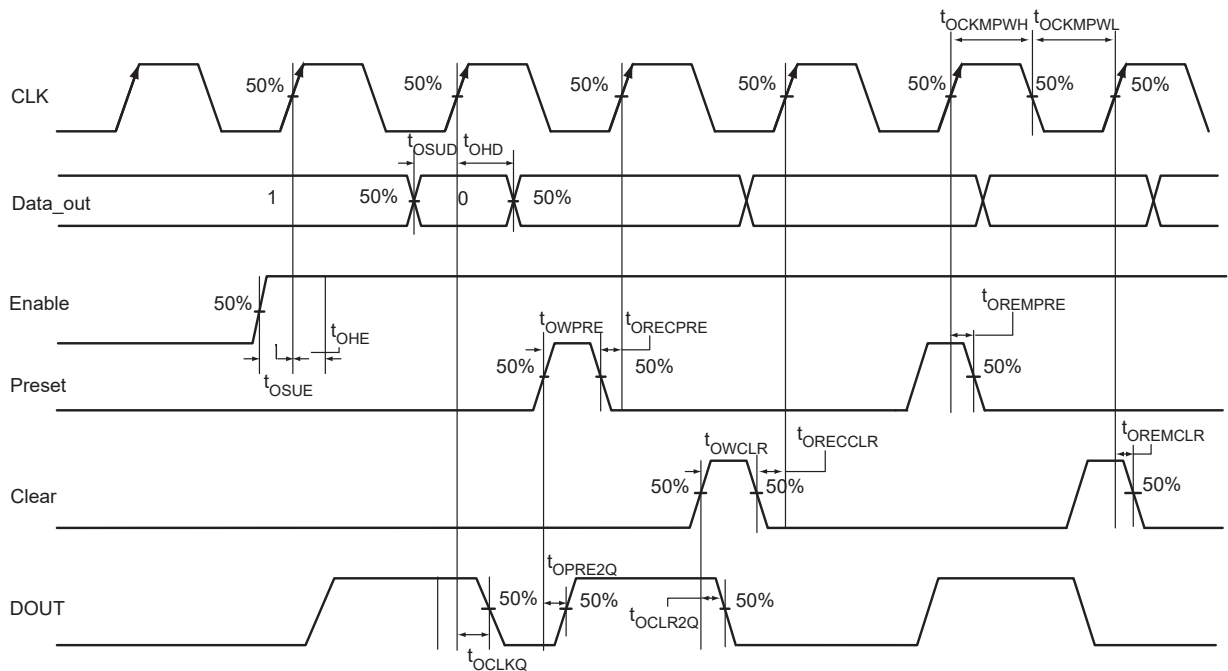 tOCKMPWH tOCKMPWL
CLK 50% 50% 50% 50% 50% 50% 50%
tOSUD tOHD
Data_out 1 50% 0 50%
Enable 50%
tOHE
tOSUE
tOWPRE tORECPRE tOREMPRE
Preset 50% 50% 50%
tOWCLR tORECCLR tOREMCLR
Clear 50% 50% 50%
tOPRE2Q
DOUT 50% 50% 50%
tOCLR2Q
tOCLKQ